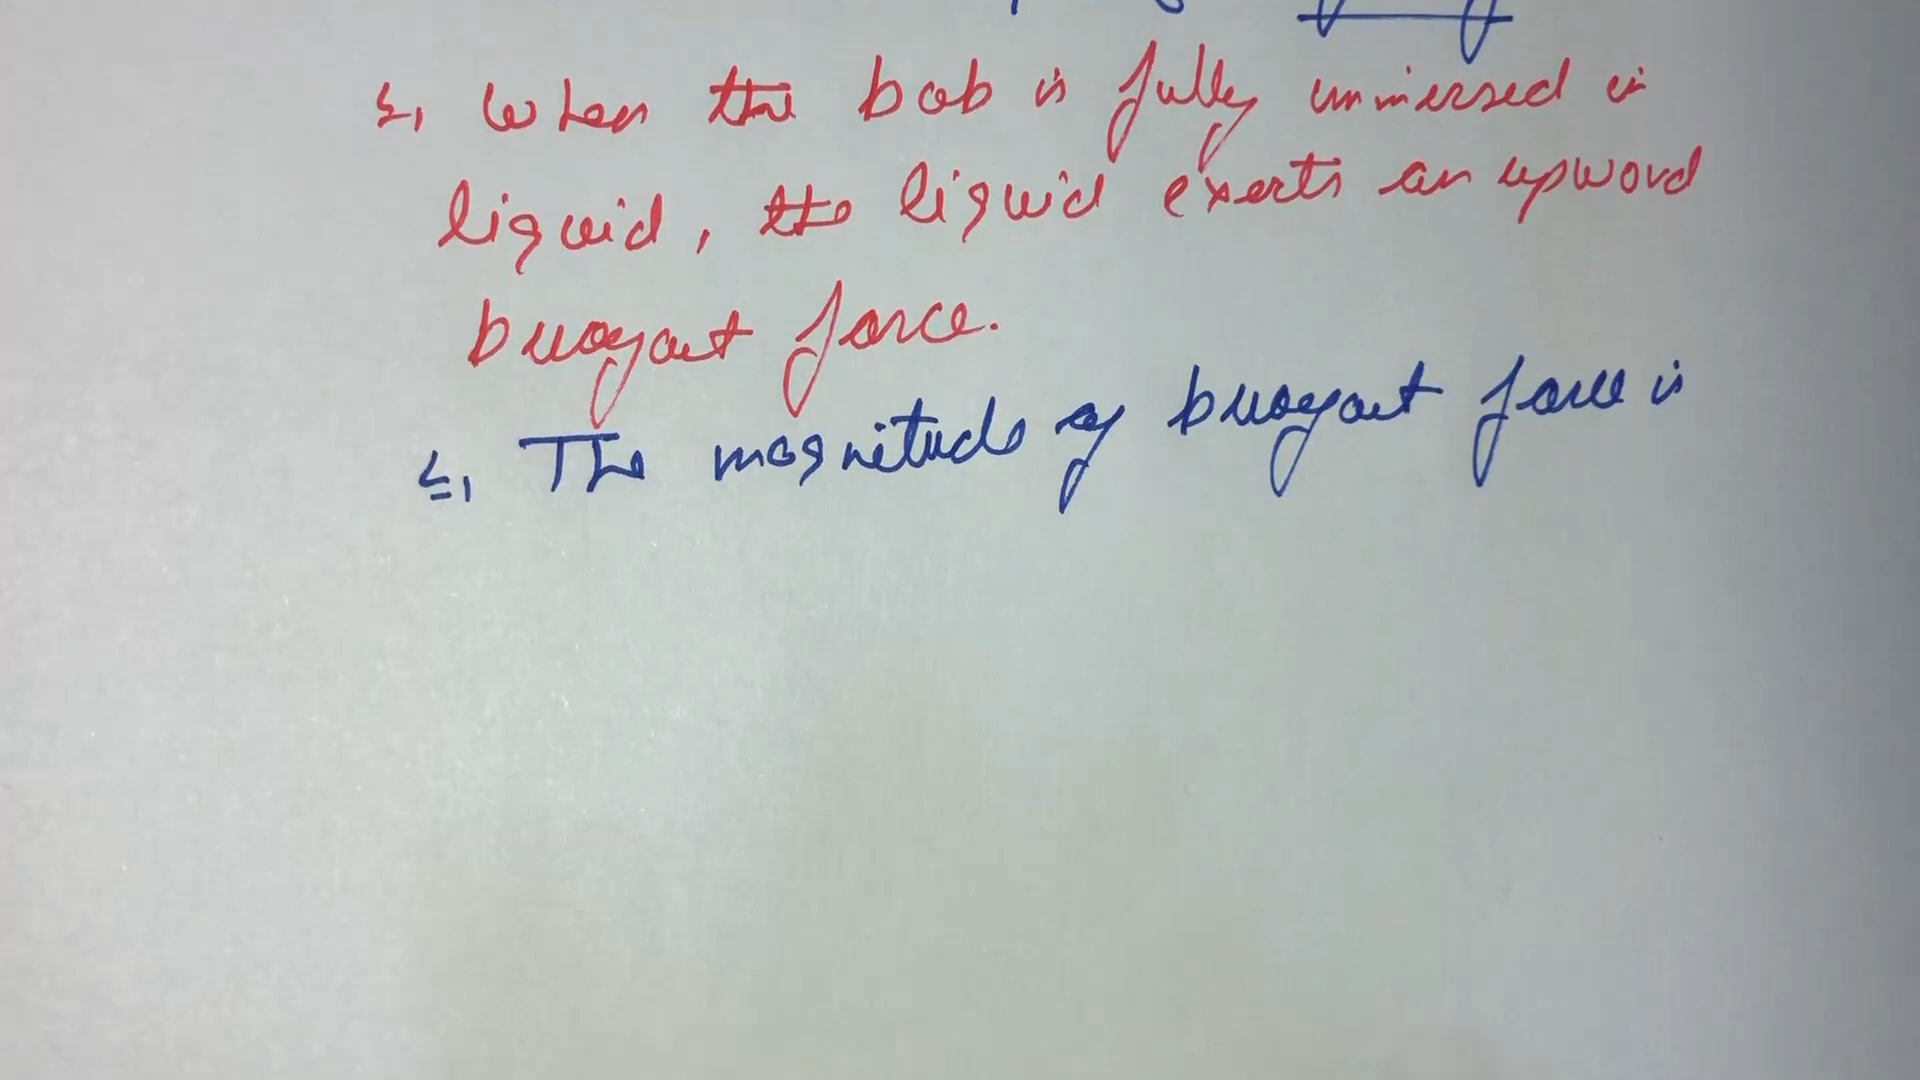 When the bob is fully immersed in
liquid, the liquid exerts an upword
buoyant force.
The magnitude of buoyant force is